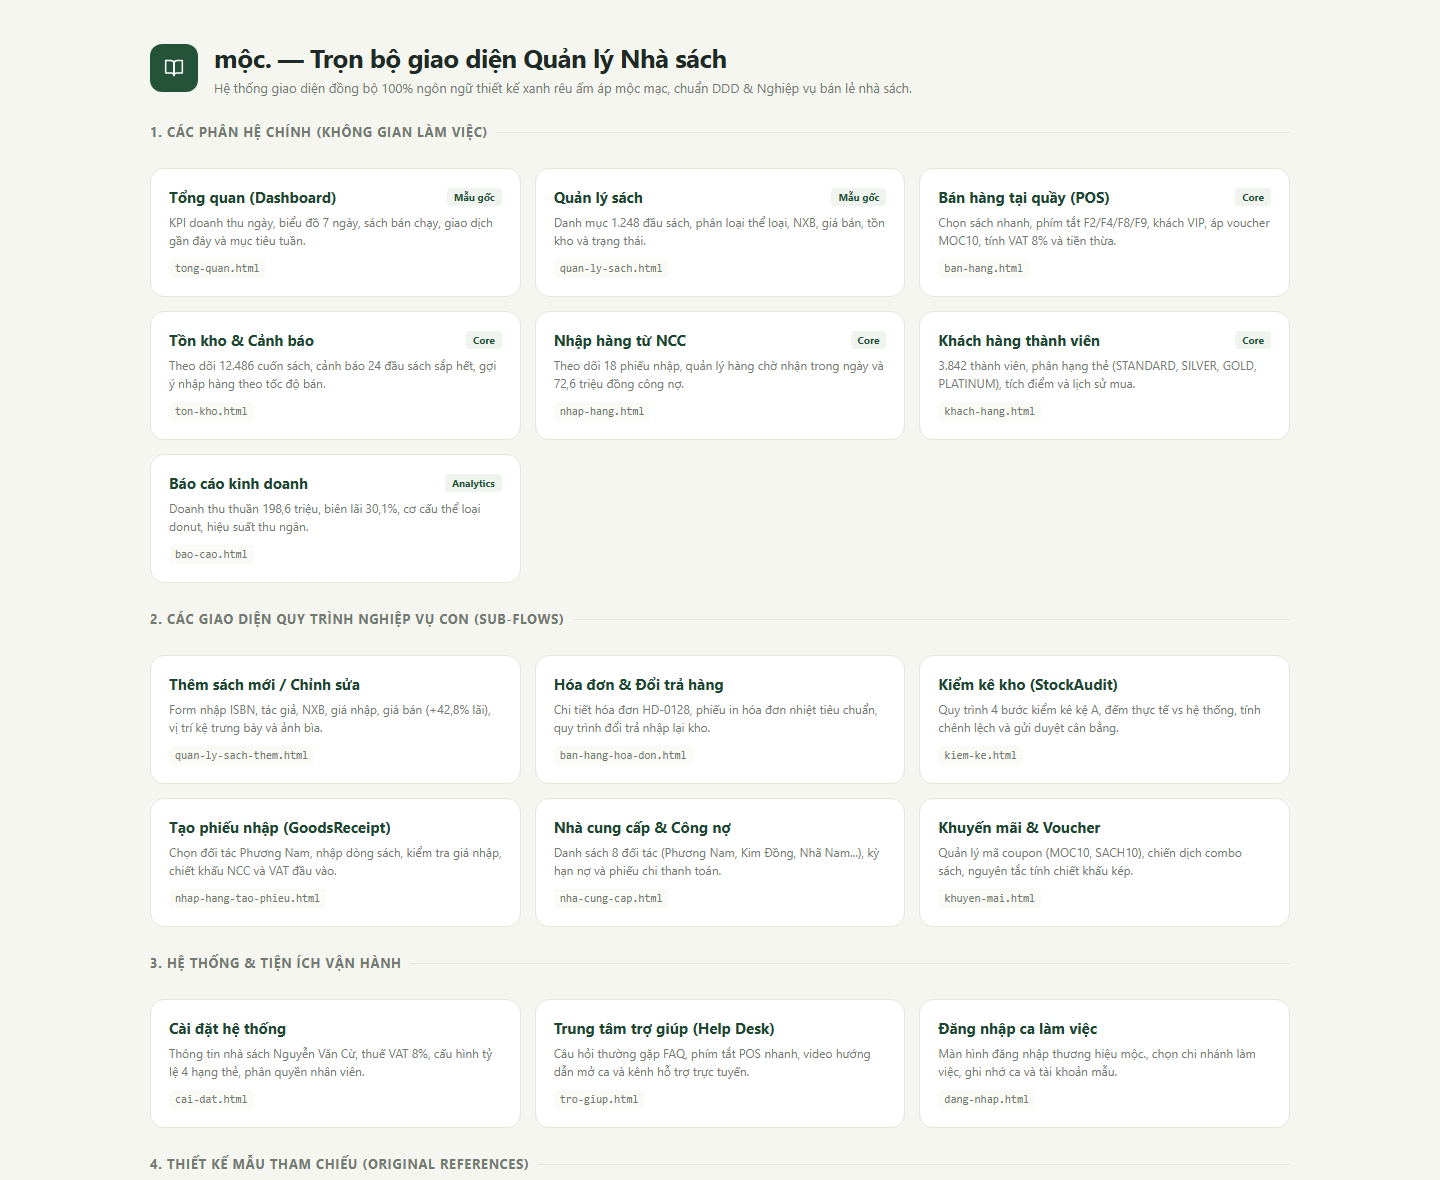 mộc. — Trọn bộ giao diện Quản lý Nhà sách
Hệ thống giao diện đồng bộ 100% ngôn ngữ thiết kế xanh rêu ấm áp mộc mạc, chuẩn DDD & Nghiệp vụ bán lẻ nhà sách.
1. CÁC PHÂN HỆ CHÍNH (KHÔNG GIAN LÀM VIỆC)
Tổng quan (Dashboard)
Mẫu gốc
KPI doanh thu ngày, biểu đồ 7 ngày, sách bán chạy, giao dịch
gần đây và mục tiêu tuần.
tong-quan.html
Quản lý sách
Mẫu gốc
Danh mục 1.248 đầu sách, phân loại thể loại, NXB, giá bán, tồn
kho và trạng thái.
quan-ly-sach.html
Bán hàng tại quầy (POS)
Core
Chọn sách nhanh, phím tắt F2/F4/F8/F9, khách VIP, áp voucher
MOC10, tính VAT 8% và tiền thừa.
ban-hang.html
Tồn kho & Cảnh báo
Core
Theo dõi 12.486 cuốn sách, cảnh báo 24 đầu sách sắp hết, gợi
ý nhập hàng theo tốc độ bán.
ton-kho.html
Nhập hàng từ NCC
Core
Theo dõi 18 phiếu nhập, quản lý hàng chờ nhận trong ngày và
72,6 triệu đồng công nợ.
nhap-hang.html
Khách hàng thành viên
Core
3.842 thành viên, phân hạng thẻ (STANDARD, SILVER, GOLD,
PLATINUM), tích điểm và lịch sử mua.
khach-hang.html
Báo cáo kinh doanh
Analytics
Doanh thu thuần 198,6 triệu, biên lãi 30,1%, cơ cấu thể loại
donut, hiệu suất thu ngân.
bao-cao.html
2. CÁC GIAO DIỆN QUY TRÌNH NGHIỆP VỤ CON (SUB-FLOWS)
Thêm sách mới / Chỉnh sửa
Form nhập ISBN, tác giả, NXB, giá nhập, giá bán (+42,8% lãi),
vị trí kệ trưng bày và ảnh bìa.
quan-ly-sach-them.html
Hóa đơn & Đổi trả hàng
Chi tiết hóa đơn HD-0128, phiếu in hóa đơn nhiệt tiêu chuẩn,
quy trình đổi trả nhập lại kho.
ban-hang-hoa-don.html
Kiểm kê kho (StockAudit)
Quy trình 4 bước kiểm kê kệ A, đếm thực tế vs hệ thống, tính
chênh lệch và gửi duyệt cân bằng.
kiem-ke.html
Tạo phiếu nhập (GoodsReceipt)
Chọn đối tác Phương Nam, nhập dòng sách, kiểm tra giá nhập,
chiết khấu NCC và VAT đầu vào.
nhap-hang-tao-phieu.html
Nhà cung cấp & Công nợ
Danh sách 8 đối tác (Phương Nam, Kim Đồng, Nhã Nam...), kỳ
hạn nợ và phiếu chi thanh toán.
nha-cung-cap.html
Khuyến mãi & Voucher
Quản lý mã coupon (MOC10, SACH10), chiến dịch combo
sách, nguyên tắc tính chiết khấu kép.
khuyen-mai.html
3. HỆ THỐNG & TIỆN ÍCH VẬN HÀNH
Cài đặt hệ thống
Thông tin nhà sách Nguyễn Văn Cừ, thuế VAT 8%, cấu hình tỷ
lệ 4 hạng thẻ, phân quyền nhân viên.
cai-dat.html
Trung tâm trợ giúp (Help Desk)
Câu hỏi thường gặp FAQ, phím tắt POS nhanh, video hướng
dẫn mở ca và kênh hỗ trợ trực tuyến.
tro-giup.html
Đăng nhập ca làm việc
Màn hình đăng nhập thương hiệu mộc., chọn chi nhánh làm
việc, ghi nhớ ca và tài khoản mẫu.
dang-nhap.html
4. THIẾT KẾ MẪU THAM CHIẾU (ORIGINAL REFERENCES)